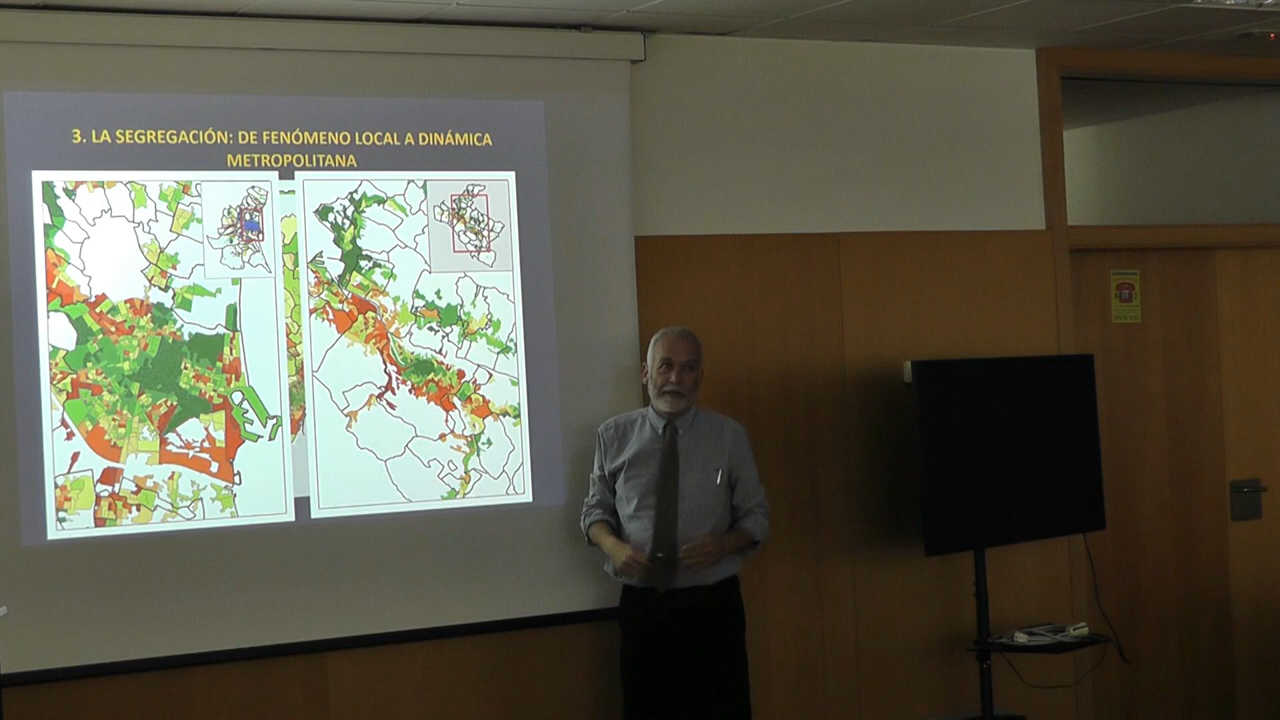 3. LA SEGREGACIÓN: DE FENÓMENO LOCAL A DINÁMICA
METROPOLITANA